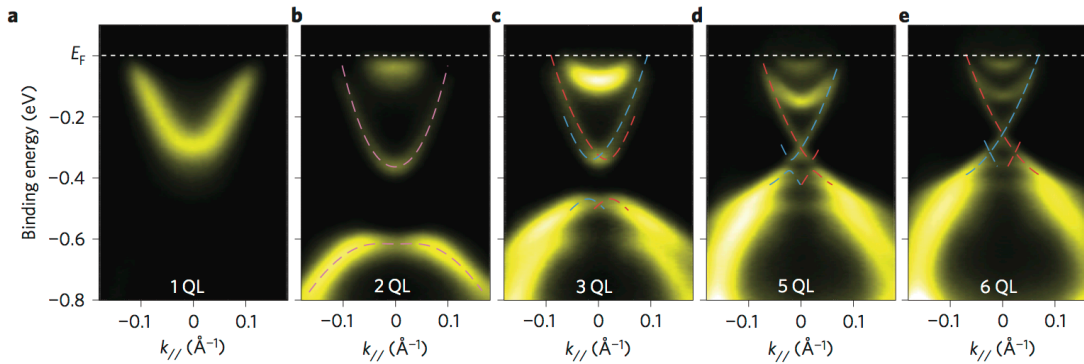 a
b
c
d
e
E_F
0
−0.2
−0.4
−0.6
−0.8
Binding energy (eV)
1 QL
2 QL
3 QL
5 QL
6 QL
−0.1 0 0.1
−0.1 0 0.1
−0.1 0 0.1
−0.1 0 0.1
−0.1 0 0.1
k// (Å⁻¹)
k// (Å⁻¹)
k// (Å⁻¹)
k// (Å⁻¹)
k// (Å⁻¹)